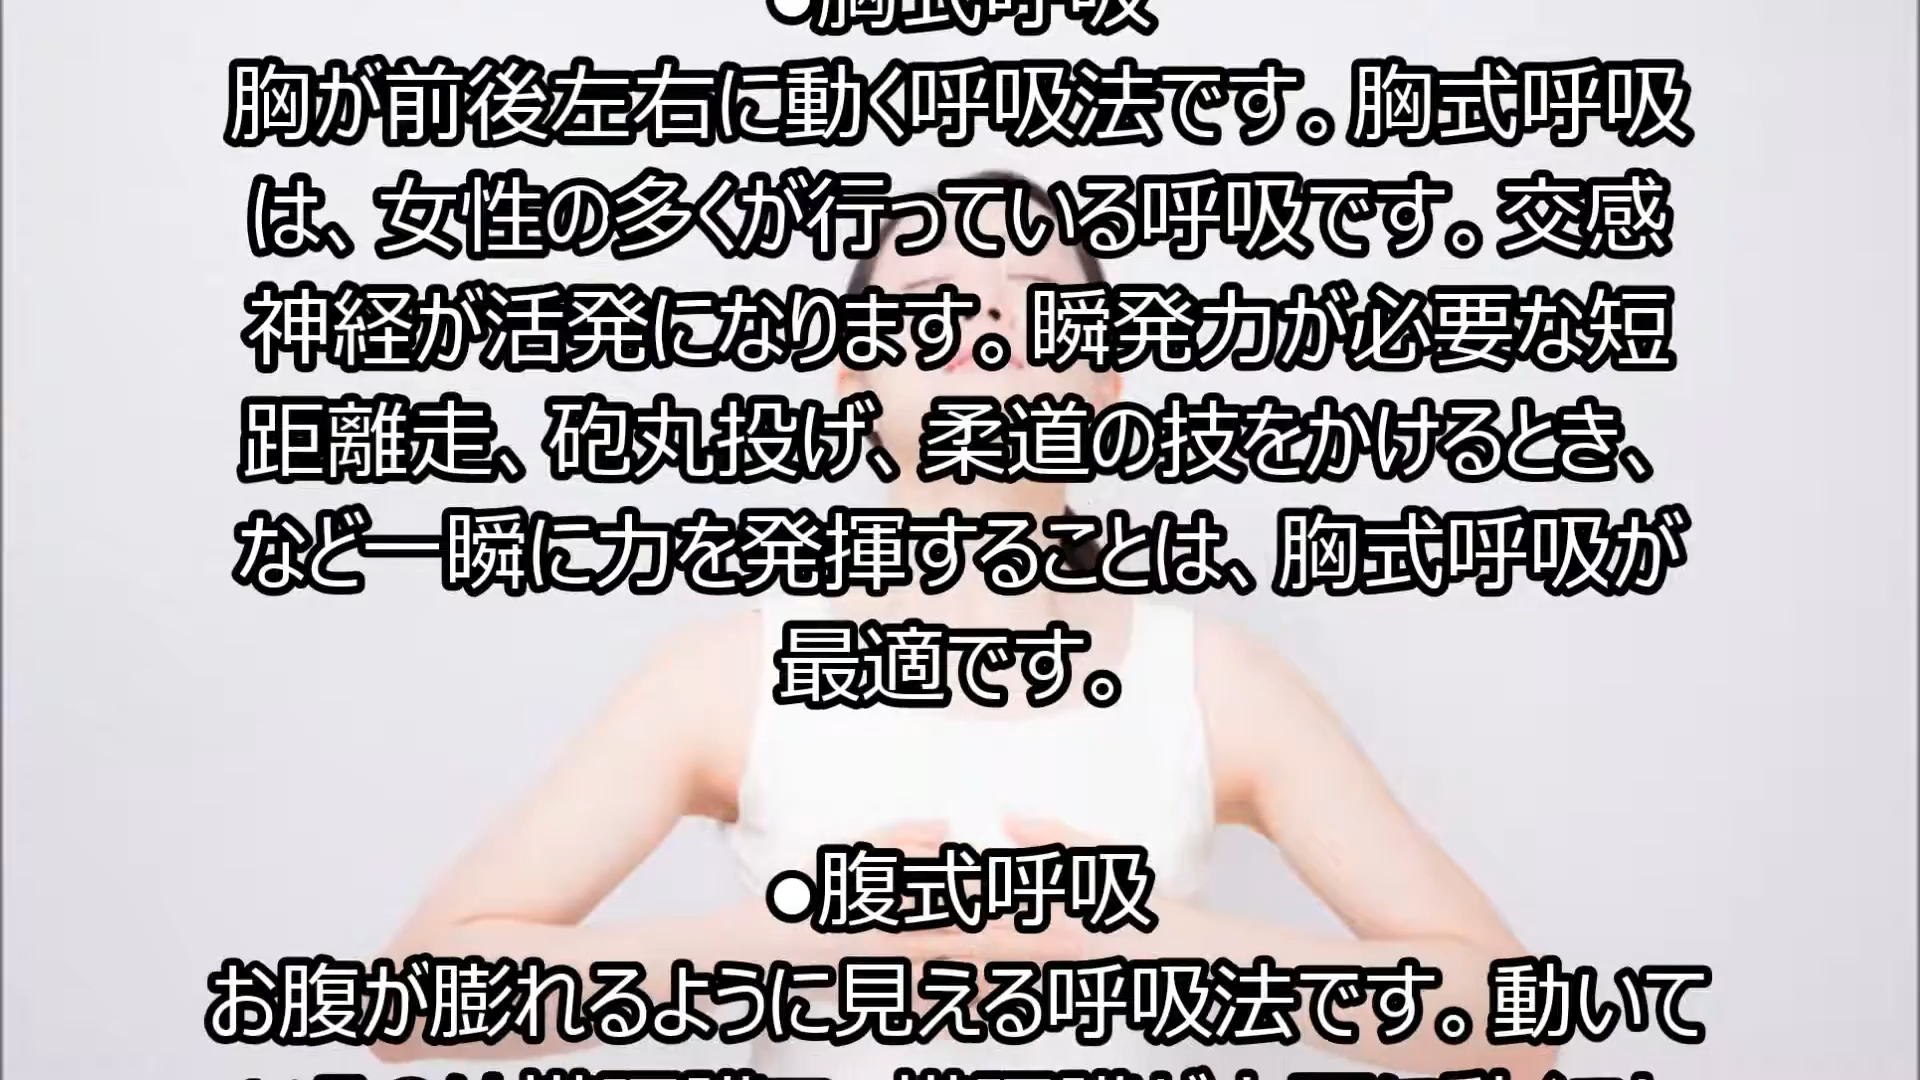 ●胸式呼吸
胸が前後左右に動く呼吸法です。胸式呼吸
は、女性の多くが行っている呼吸です。交感
神経が活発になります。瞬発力が必要な短
距離走、砲丸投げ、柔道の技をかけるとき、
など一瞬に力を発揮することは、胸式呼吸が
最適です。
●腹式呼吸
お腹が膨れるように見える呼吸法です。動いて